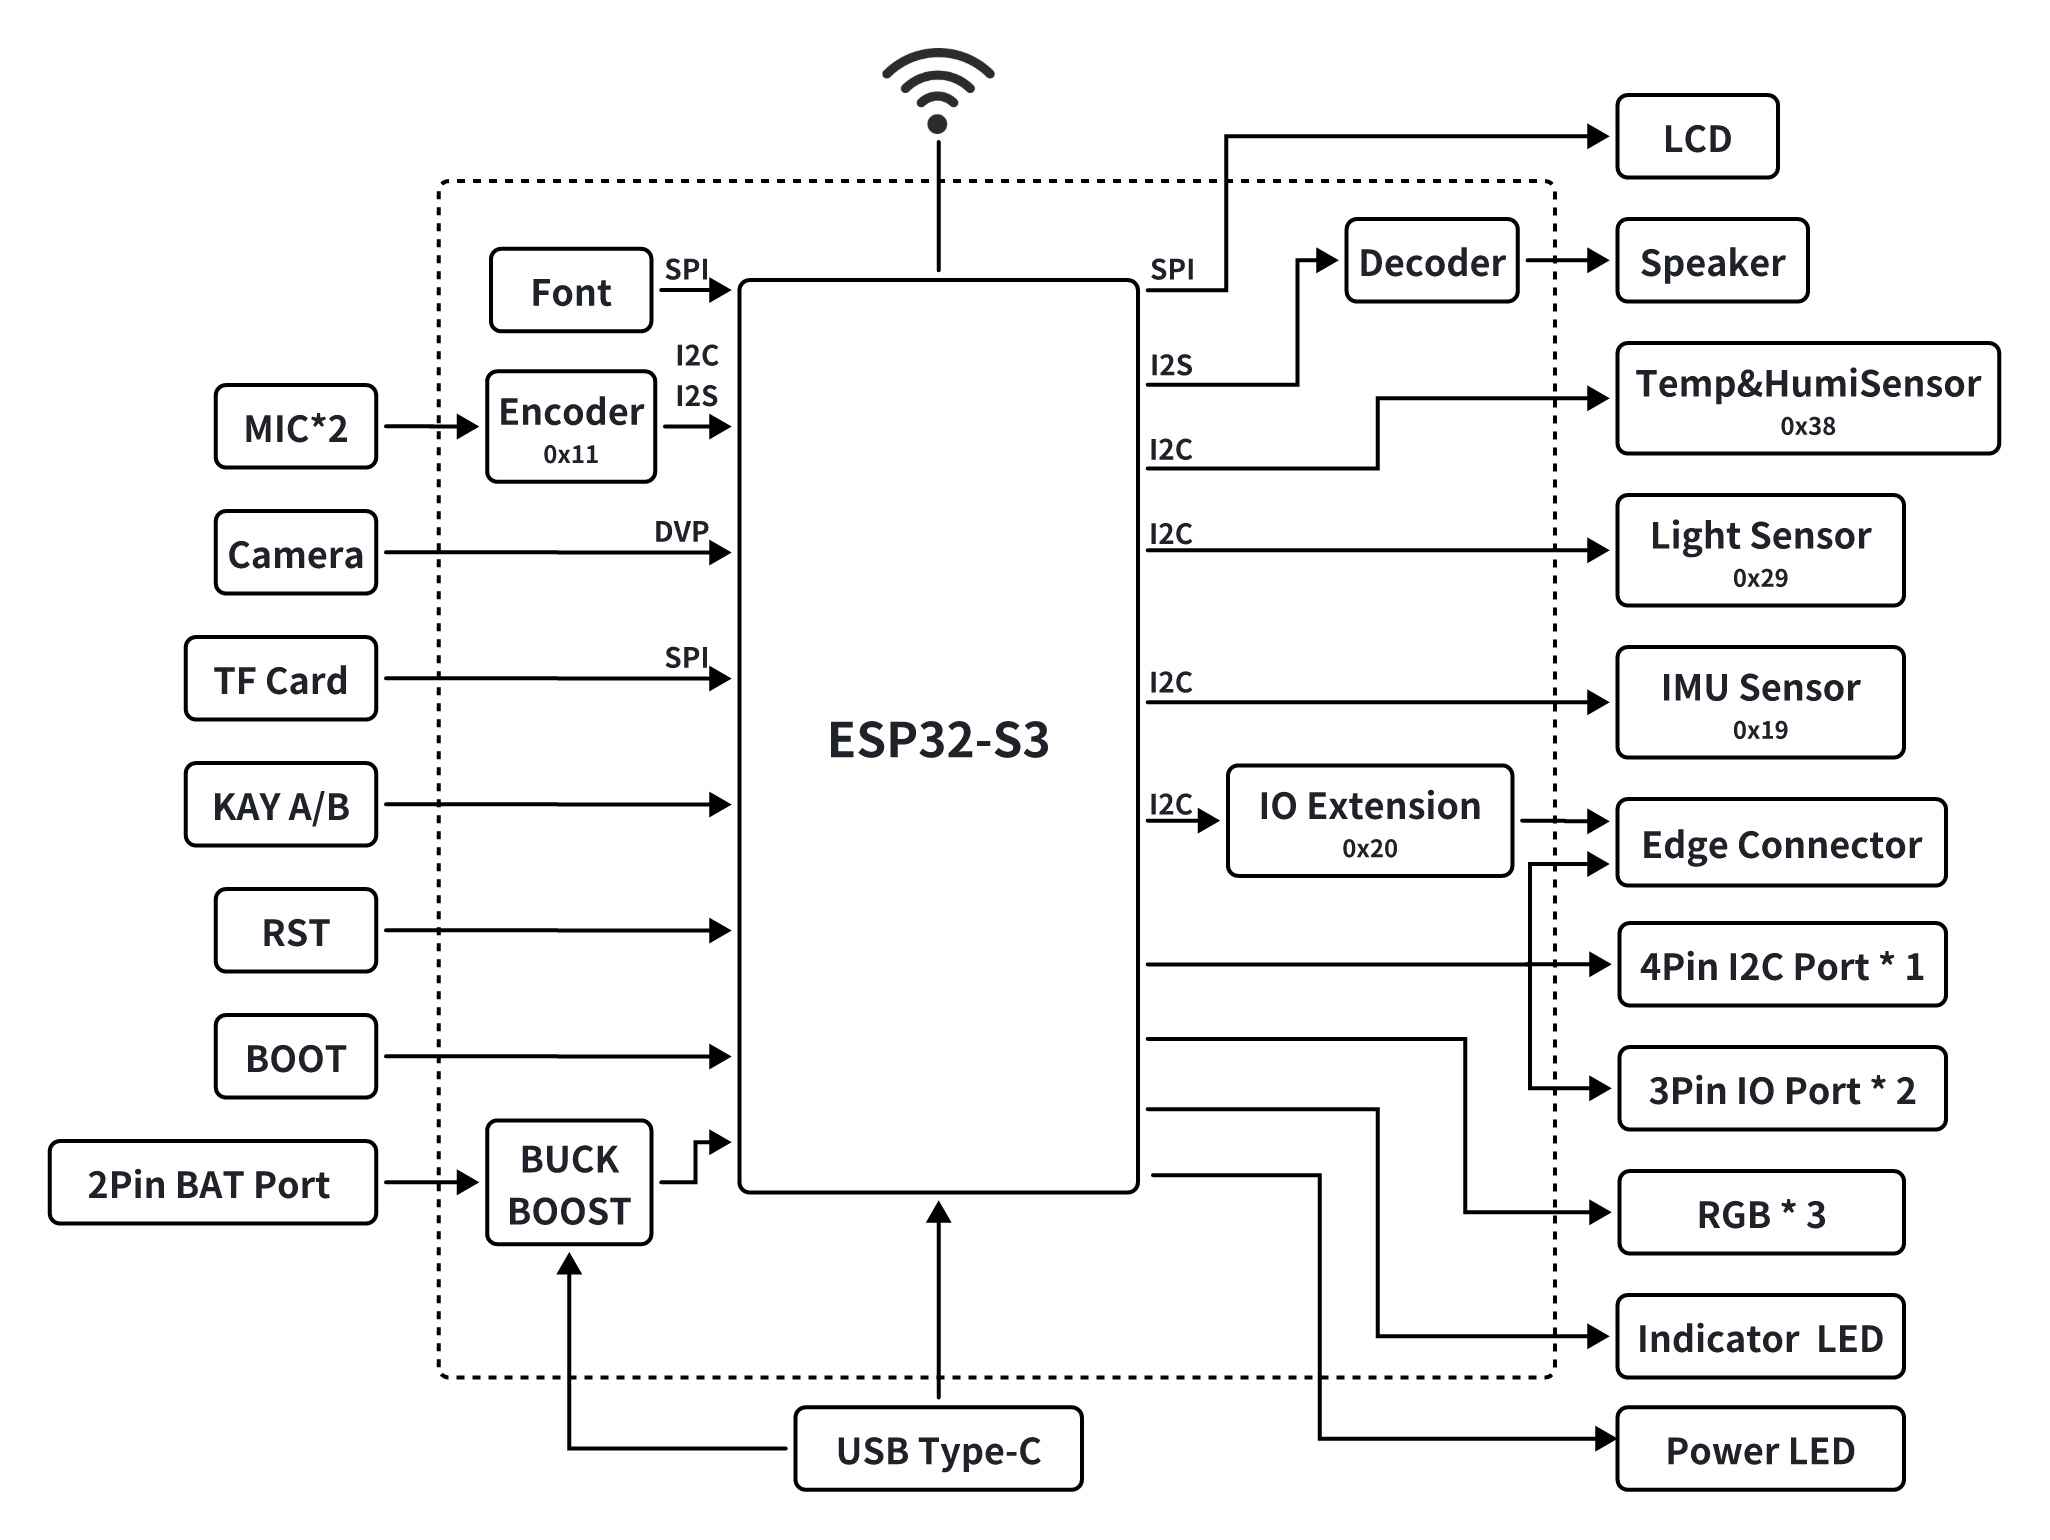 LCD
SPI
Font
SPI
Decoder
Speaker
I2C
I2S
MIC*2
Encoder
0x11
I2S
Temp&HumiSensor
0x38
I2C
Camera
DVP
I2C
Light Sensor
0x29
TF Card
SPI
I2C
IMU Sensor
0x19
ESP32-S3
KAY A/B
I2C
IO Extension
0x20
Edge Connector
RST
4Pin I2C Port * 1
BOOT
3Pin IO Port * 2
2Pin BAT Port
BUCK
BOOST
RGB * 3
Indicator  LED
USB Type-C
Power LED